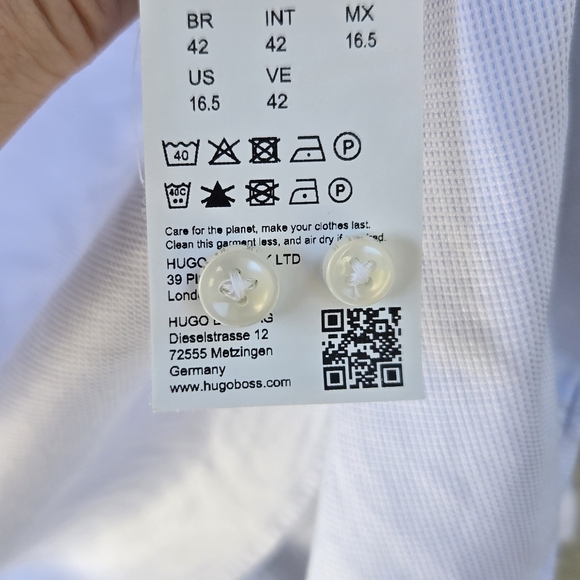 BR INT MX
42 42 16.5
US VE
16.5 42
40 P
40C P
Care for the planet, make your clothes last.
Clean this garment less, and air dry
HUGO LTD
39
HUGO
Dieselstrasse 12
72555 Metzingen
Germany
www.hugoboss.com